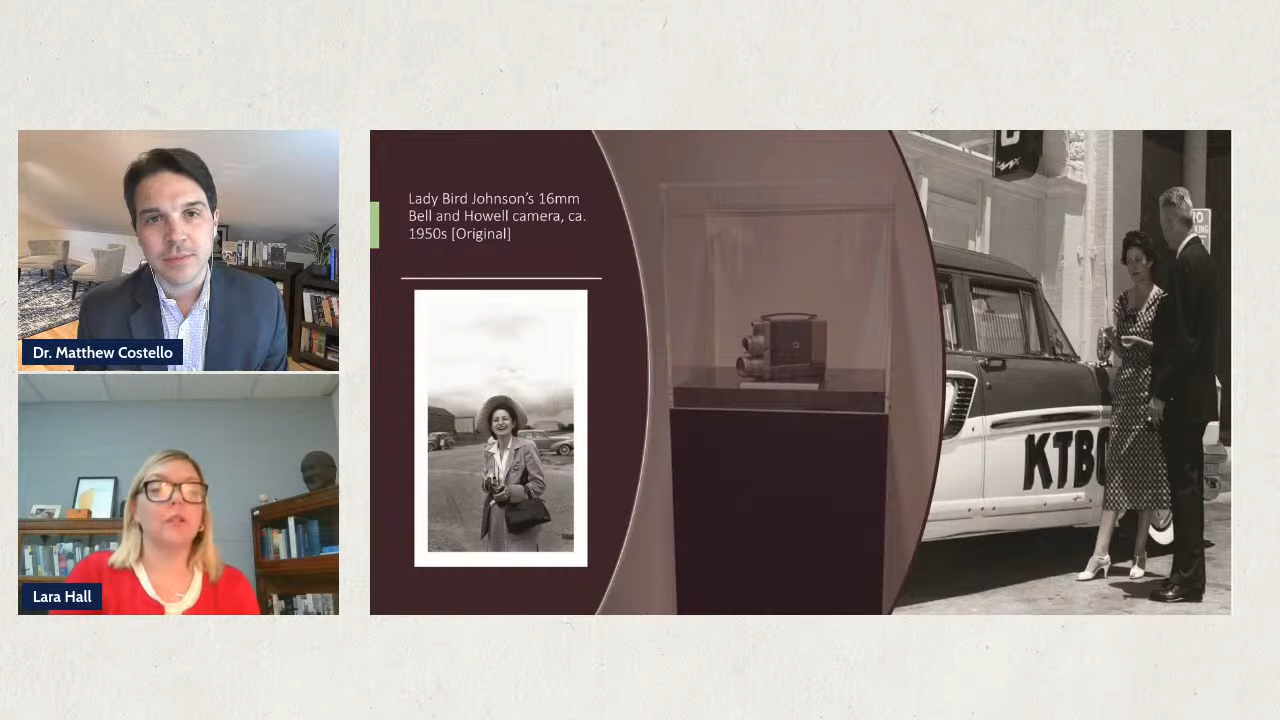 Dr. Matthew Costello
Lara Hall
Lady Bird Johnson’s 16mm
Bell and Howell camera, ca.
1950s [Original]
KTBC